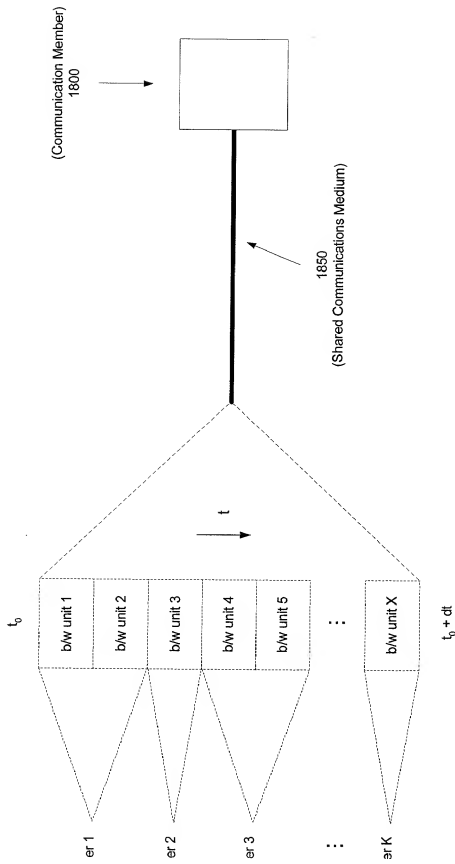 (Communication Member)
1800
1850
(Shared Communications Medium)
t₀
b/w unit 1
b/w unit 2
b/w unit 3
b/w unit 4
b/w unit 5
...
b/w unit X
t₀ + dt
t
er 1
er 2
er 3
...
er K